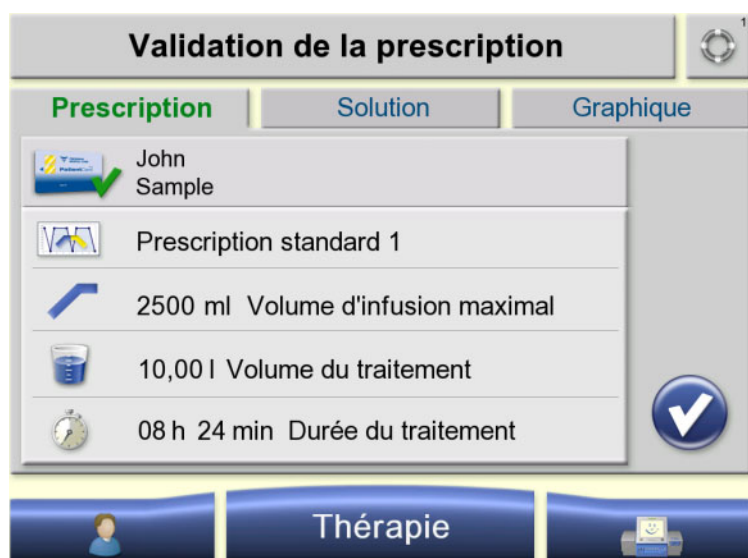 Validation de la prescription
1
Prescription
Solution
Graphique
John
Sample
Prescription standard 1
2500 ml Volume d'infusion maximal
10,00 l Volume du traitement
08 h 24 min Durée du traitement
Thérapie